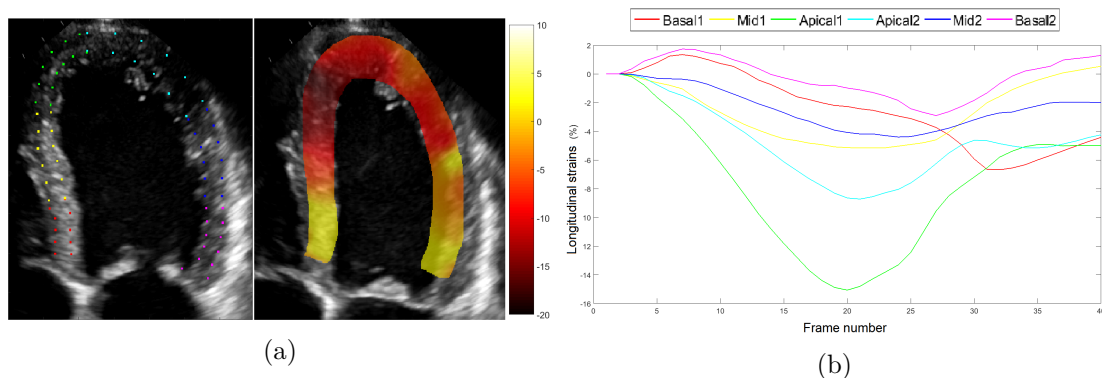 Basal1 Mid1 Apical1 Apical2 Mid2 Basal2
10
5
0
-5
-10
-15
-20
2
0
-2
-4
-6
-8
-10
-12
-14
-16
Longitudinal strains (%)
0 1 5 10 15 20 25 30 35 40
Frame number
(a)
(b)